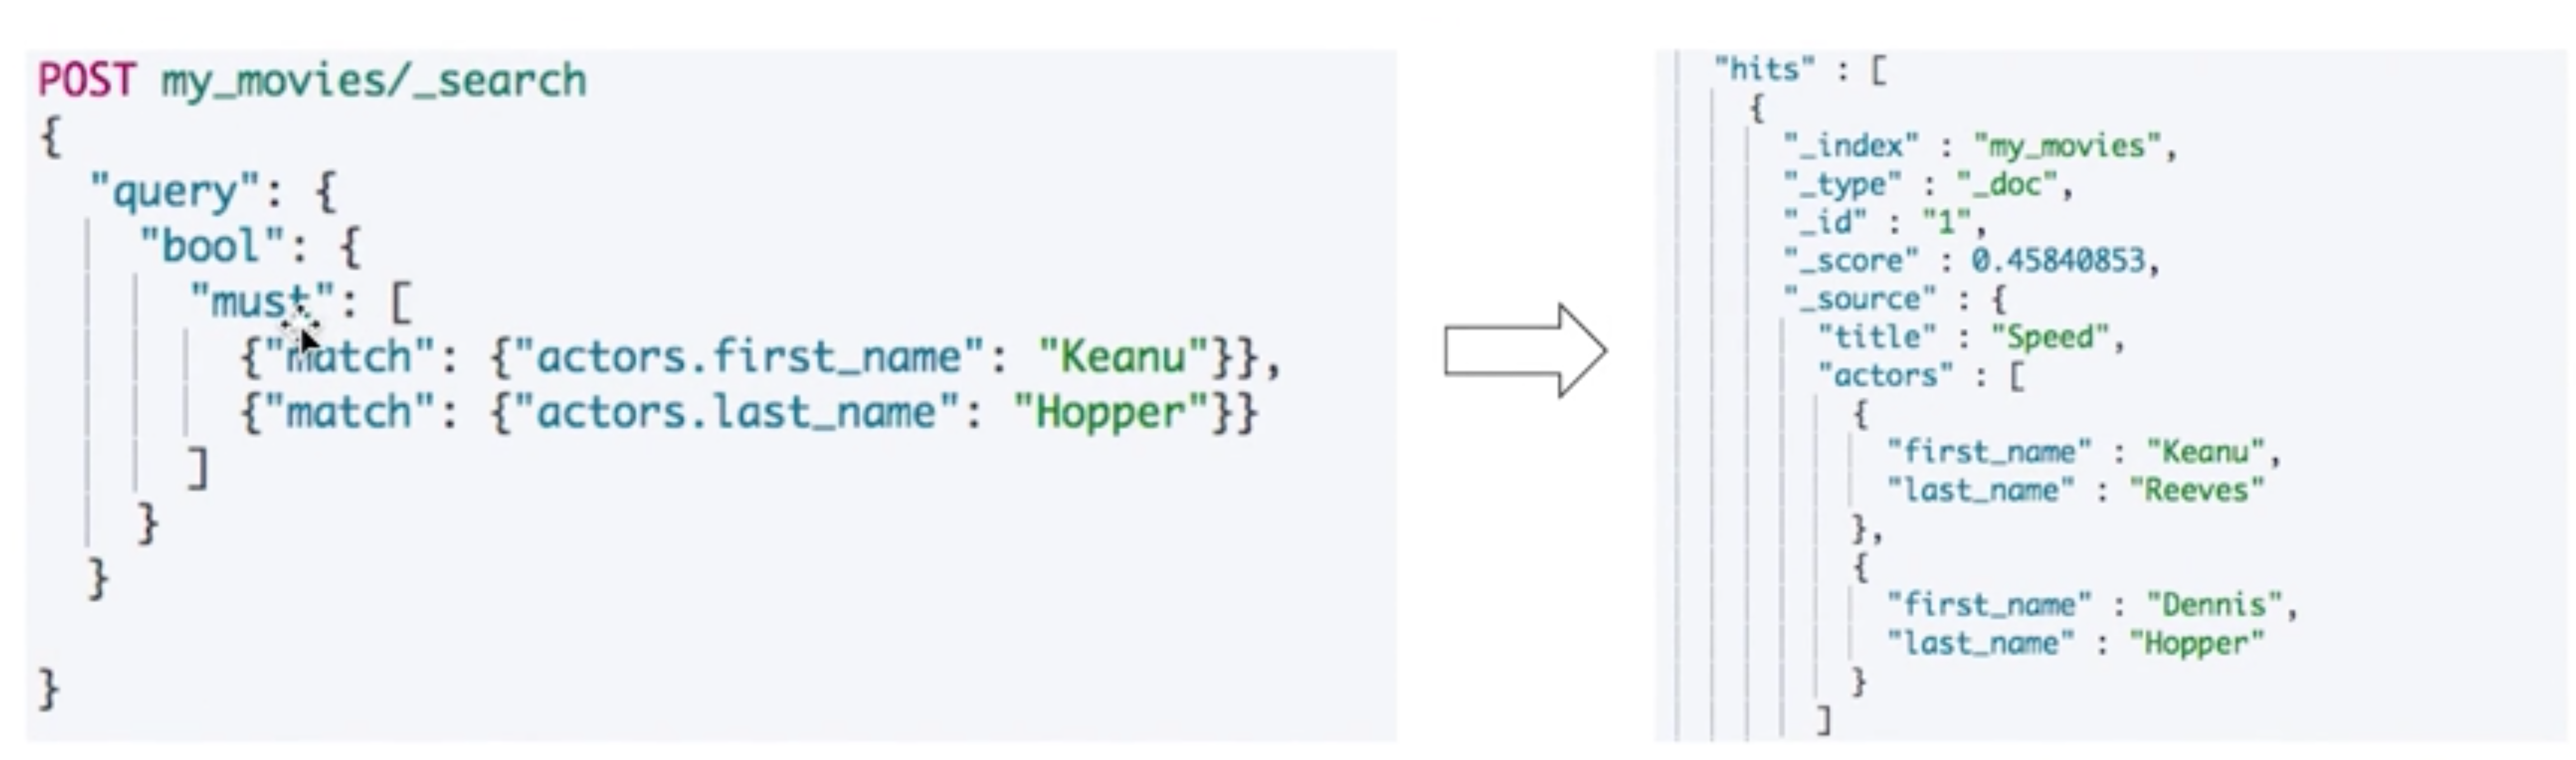 POST my_movies/_search
{
  "query": {
    "bool": {
      "must": [
        {"match": {"actors.first_name": "Keanu"}},
        {"match": {"actors.last_name": "Hopper"}}
      ]
    }
  }
}
"hits" : [
  {
    "_index" : "my_movies",
    "_type" : "_doc",
    "_id" : "1",
    "_score" : 0.45840853,
    "_source" : {
      "title" : "Speed",
      "actors" : [
        {
          "first_name" : "Keanu",
          "last_name" : "Reeves"
        },
        {
          "first_name" : "Dennis",
          "last_name" : "Hopper"
        }
      ]